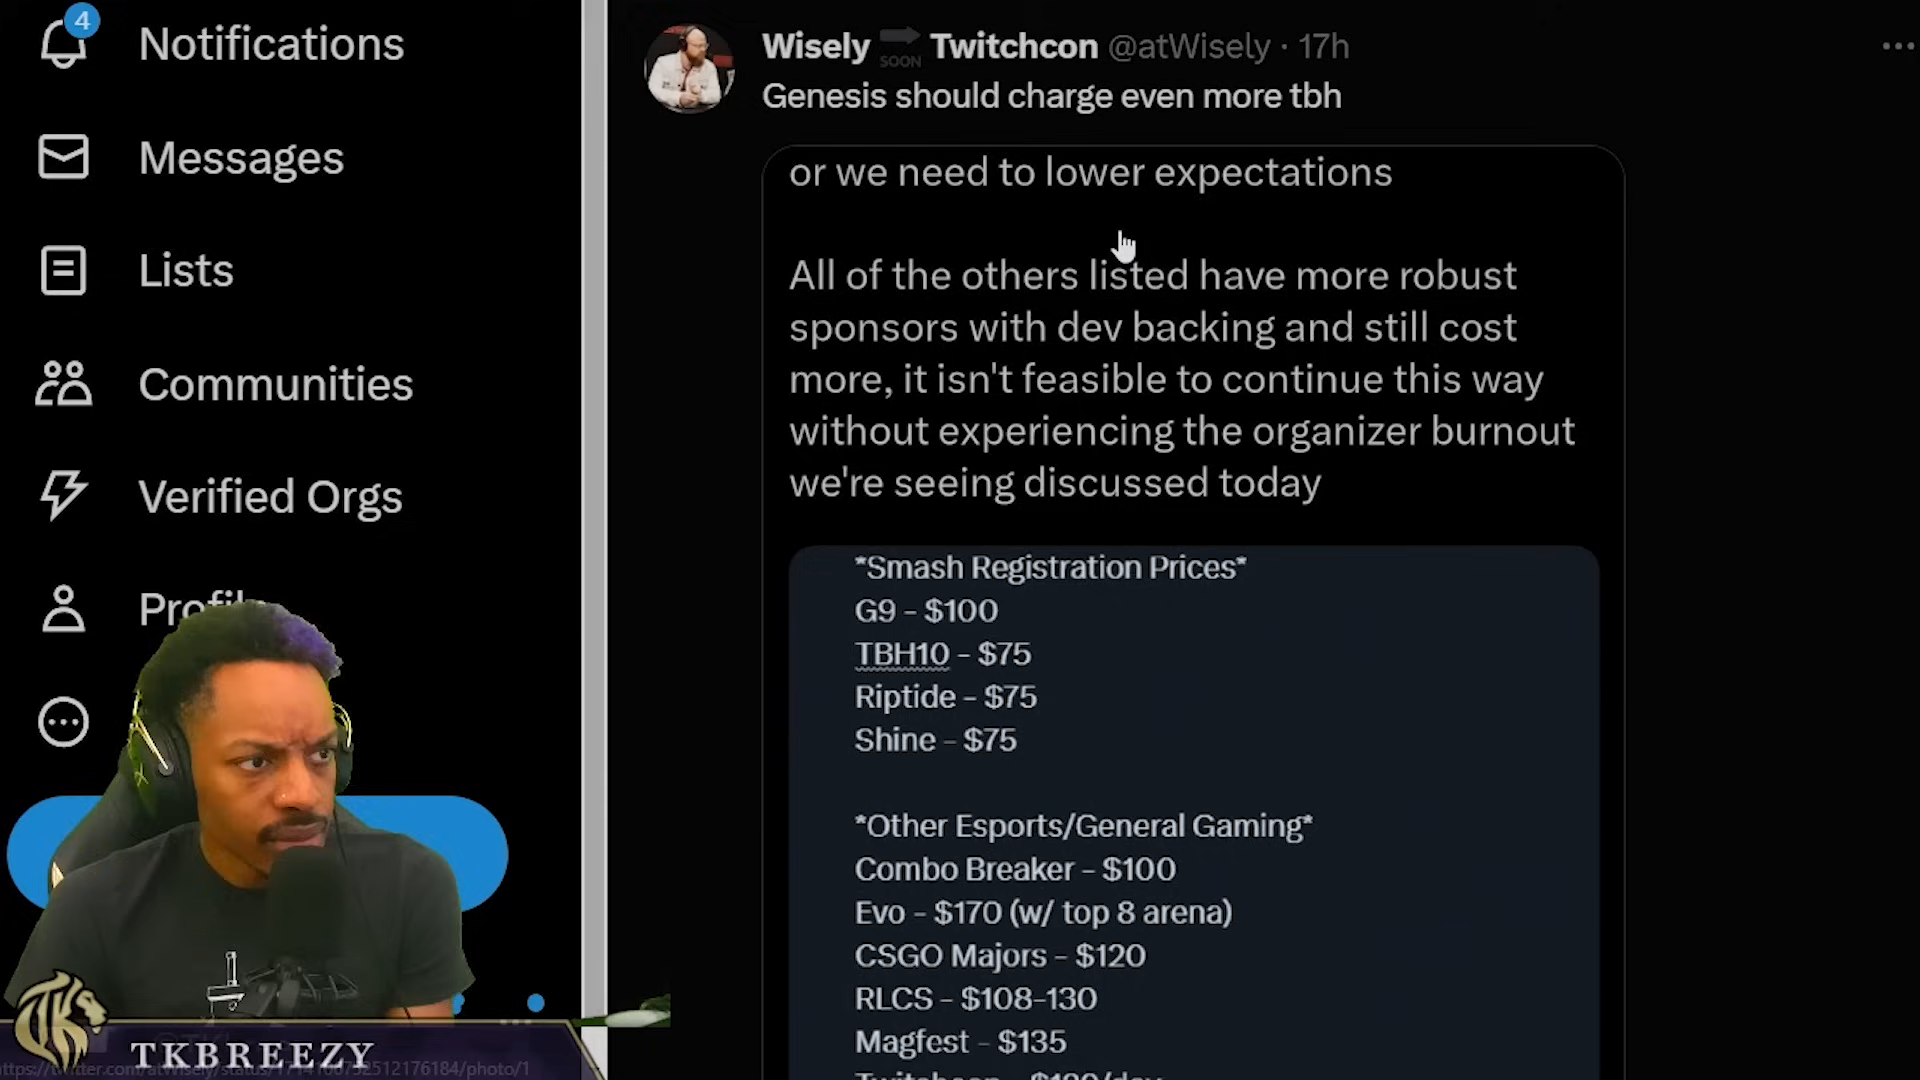 4
Notifications
Messages
Lists
Communities
Verified Orgs
Profile
Wisely SOON Twitchcon @atWisely · 17h
Genesis should charge even more tbh
or we need to lower expectations
All of the others listed have more robust
sponsors with dev backing and still cost
more, it isn't feasible to continue this way
without experiencing the organizer burnout
we're seeing discussed today
*Smash Registration Prices*
G9 - $100
TBH10 - $75
Riptide - $75
Shine - $75
*Other Esports/General Gaming*
Combo Breaker - $100
Evo - $170 (w/ top 8 arena)
CSGO Majors - $120
RLCS - $108-130
Magfest - $135
TK
TKBREEZY